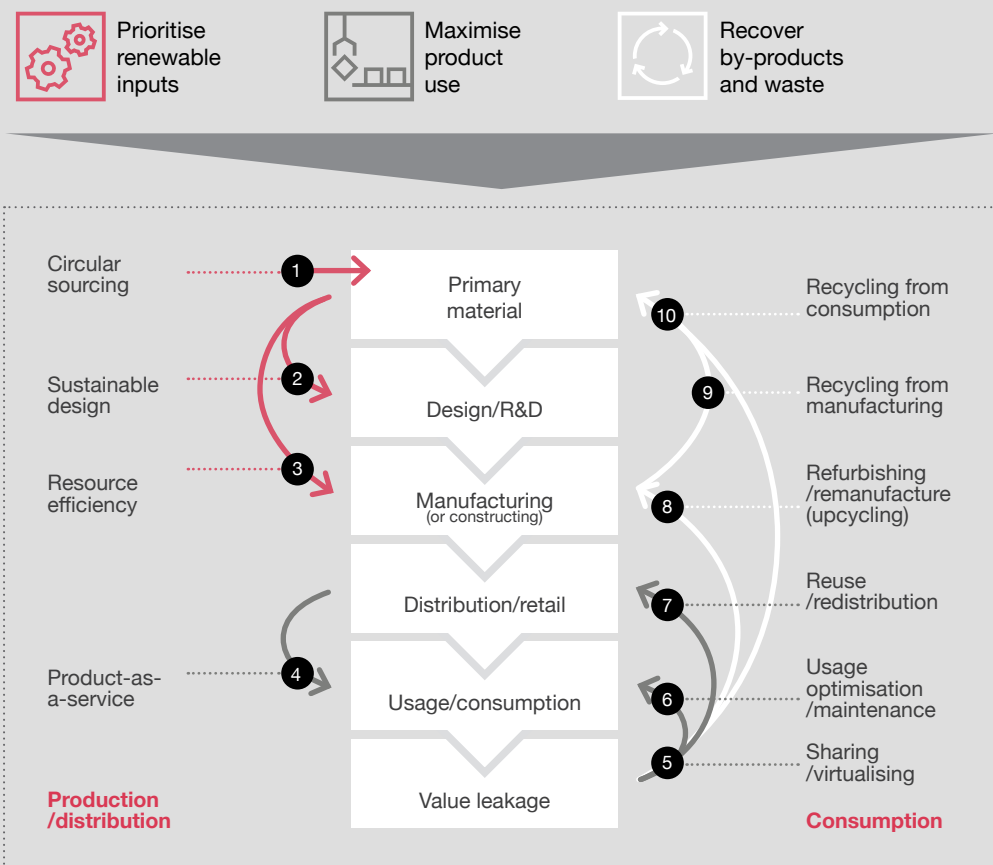 Prioritise
renewable
inputs
Maximise
product
use
Recover
by-products
and waste
Circular
sourcing
1
Sustainable
design
2
Resource
efficiency
3
Product-as-
a-service
4
Production
/distribution
Primary
material
Design/R&D
Manufacturing
(or constructing)
Distribution/retail
Usage/consumption
Value leakage
10
Recycling from
consumption
9
Recycling from
manufacturing
8
Refurbishing
/remanufacture
(upcycling)
7
Reuse
/redistribution
6
Usage
optimisation
/maintenance
5
Sharing
/virtualising
Consumption